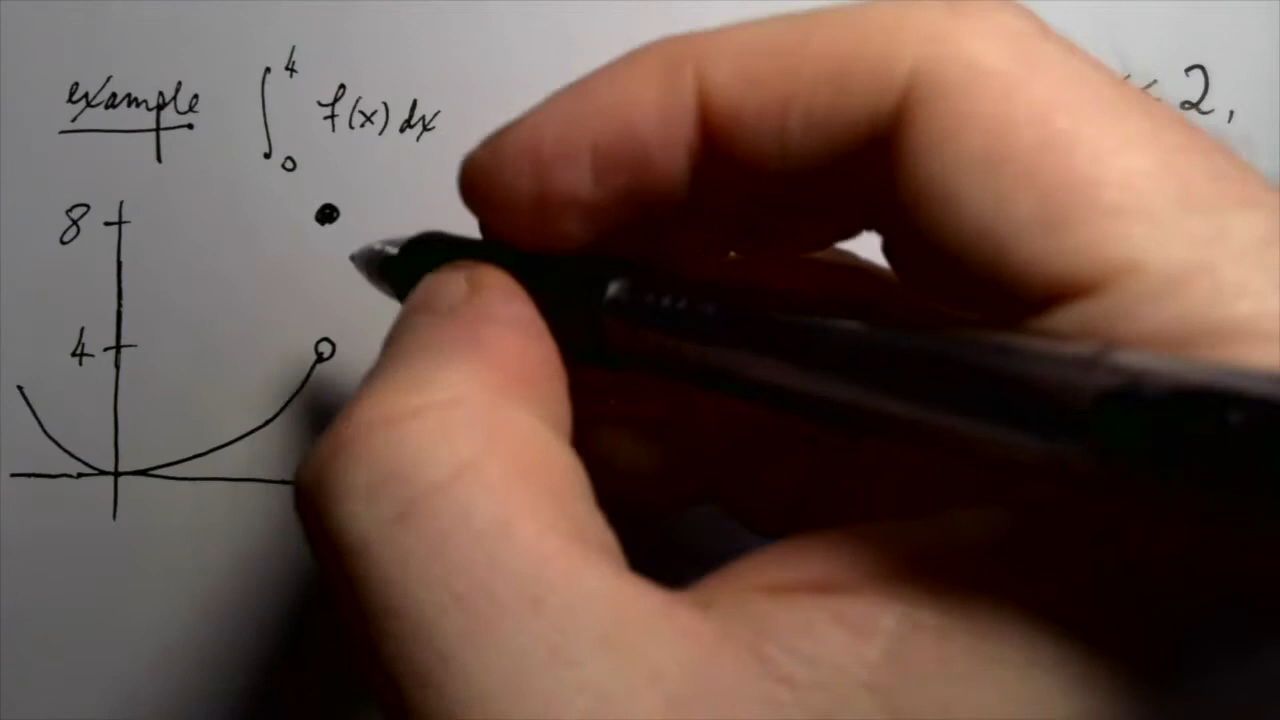 example ∫₀⁴ f(x) dx
< 2,
8
4